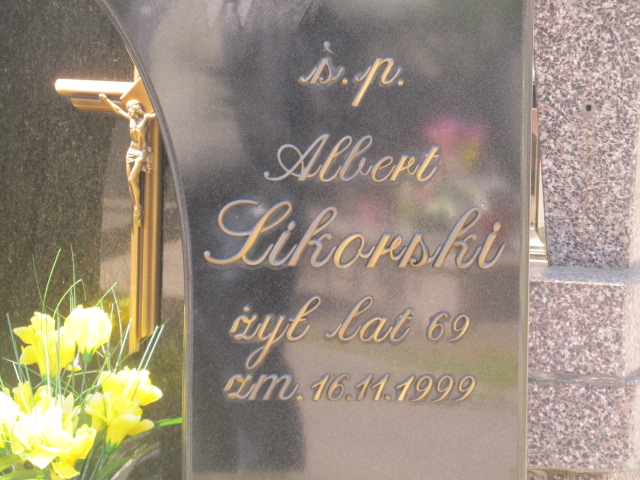 ś.p.
Albert
Sikorski
żył lat 69
zm. 16.11.1999